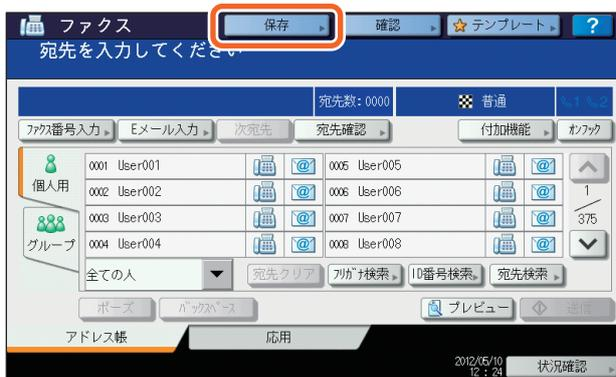 ファクス 保存 確認 テンプレート ?
宛先を入力してください
宛先数:0000 普通 1 2
ファクス番号入力 Eメール入力 次宛先 宛先確認 付加機能 オンフック
個人用
グループ
0001 User001 0005 User005
0002 User002 0006 User006
0003 User003 0007 User007
0004 User004 0008 User008
1
375
全ての人 宛先クリア フリガナ検索 ID番号検索 宛先検索
ポーズ バックスペース プレビュー 送信
アドレス帳 応用
2012/05/10
12:24 状況確認